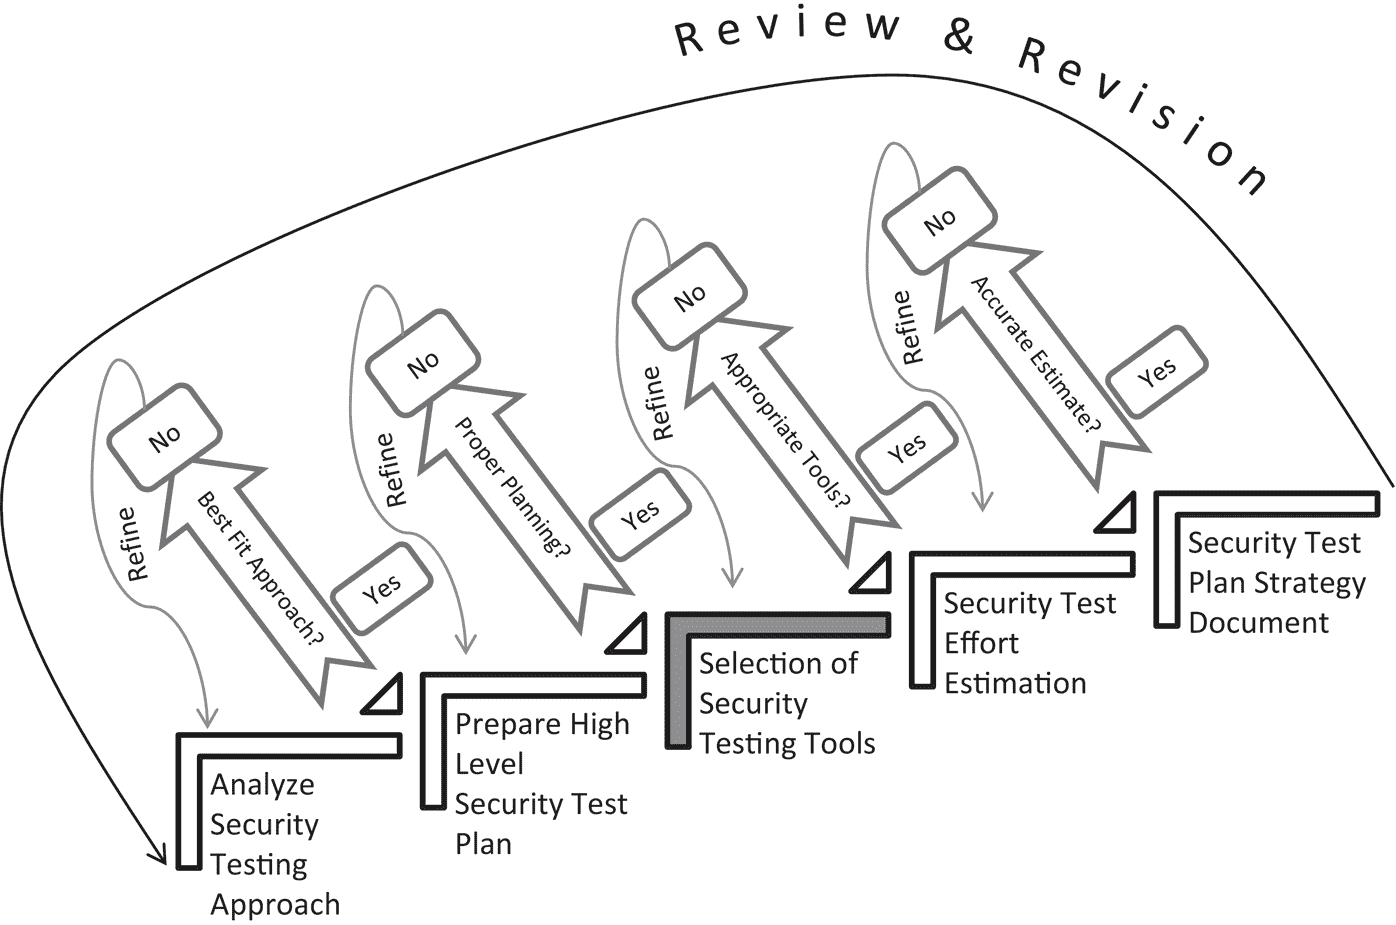 Review & Revision
No
Refine
Best Fit Approach?
Yes
Analyze
Security
Testing
Approach
No
Refine
Proper Planning?
Yes
Prepare High
Level
Security Test
Plan
No
Refine
Appropriate Tools?
Yes
Selection of
Security
Testing Tools
No
Refine
Accurate Estimate?
Yes
Security Test
Effort
Estimation
Security Test
Plan Strategy
Document